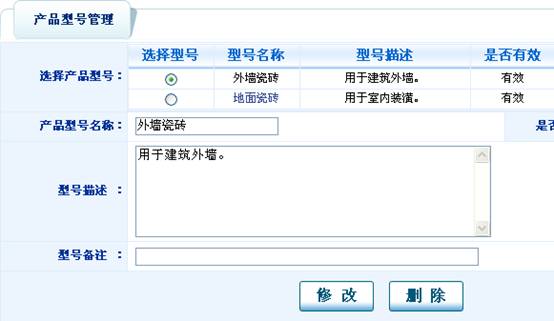 产品型号管理
选择型号 型号名称 型号描述 是否有效
选择产品型号：
外墙瓷砖 用于建筑外墙。 有效
地面瓷砖 用于室内装潢。 有效
产品型号名称： 外墙瓷砖 是否
型号描述 ： 用于建筑外墙。
型号备注 ：
修 改 删 除